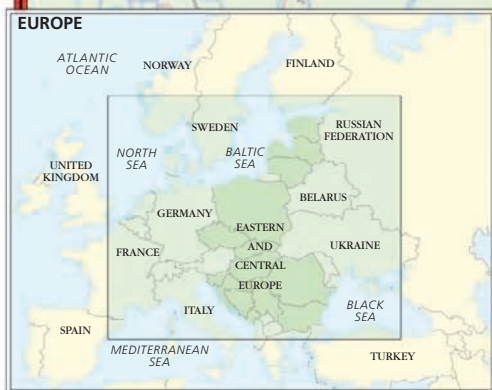 EUROPE
ATLANTIC
OCEAN
NORWAY
FINLAND
SWEDEN
RUSSIAN
FEDERATION
NORTH
SEA
BALTIC
SEA
UNITED
KINGDOM
BELARUS
GERMANY
EASTERN
AND
CENTRAL
EUROPE
FRANCE
UKRAINE
ITALY
BLACK
SEA
SPAIN
MEDITERRANEAN
SEA
TURKEY